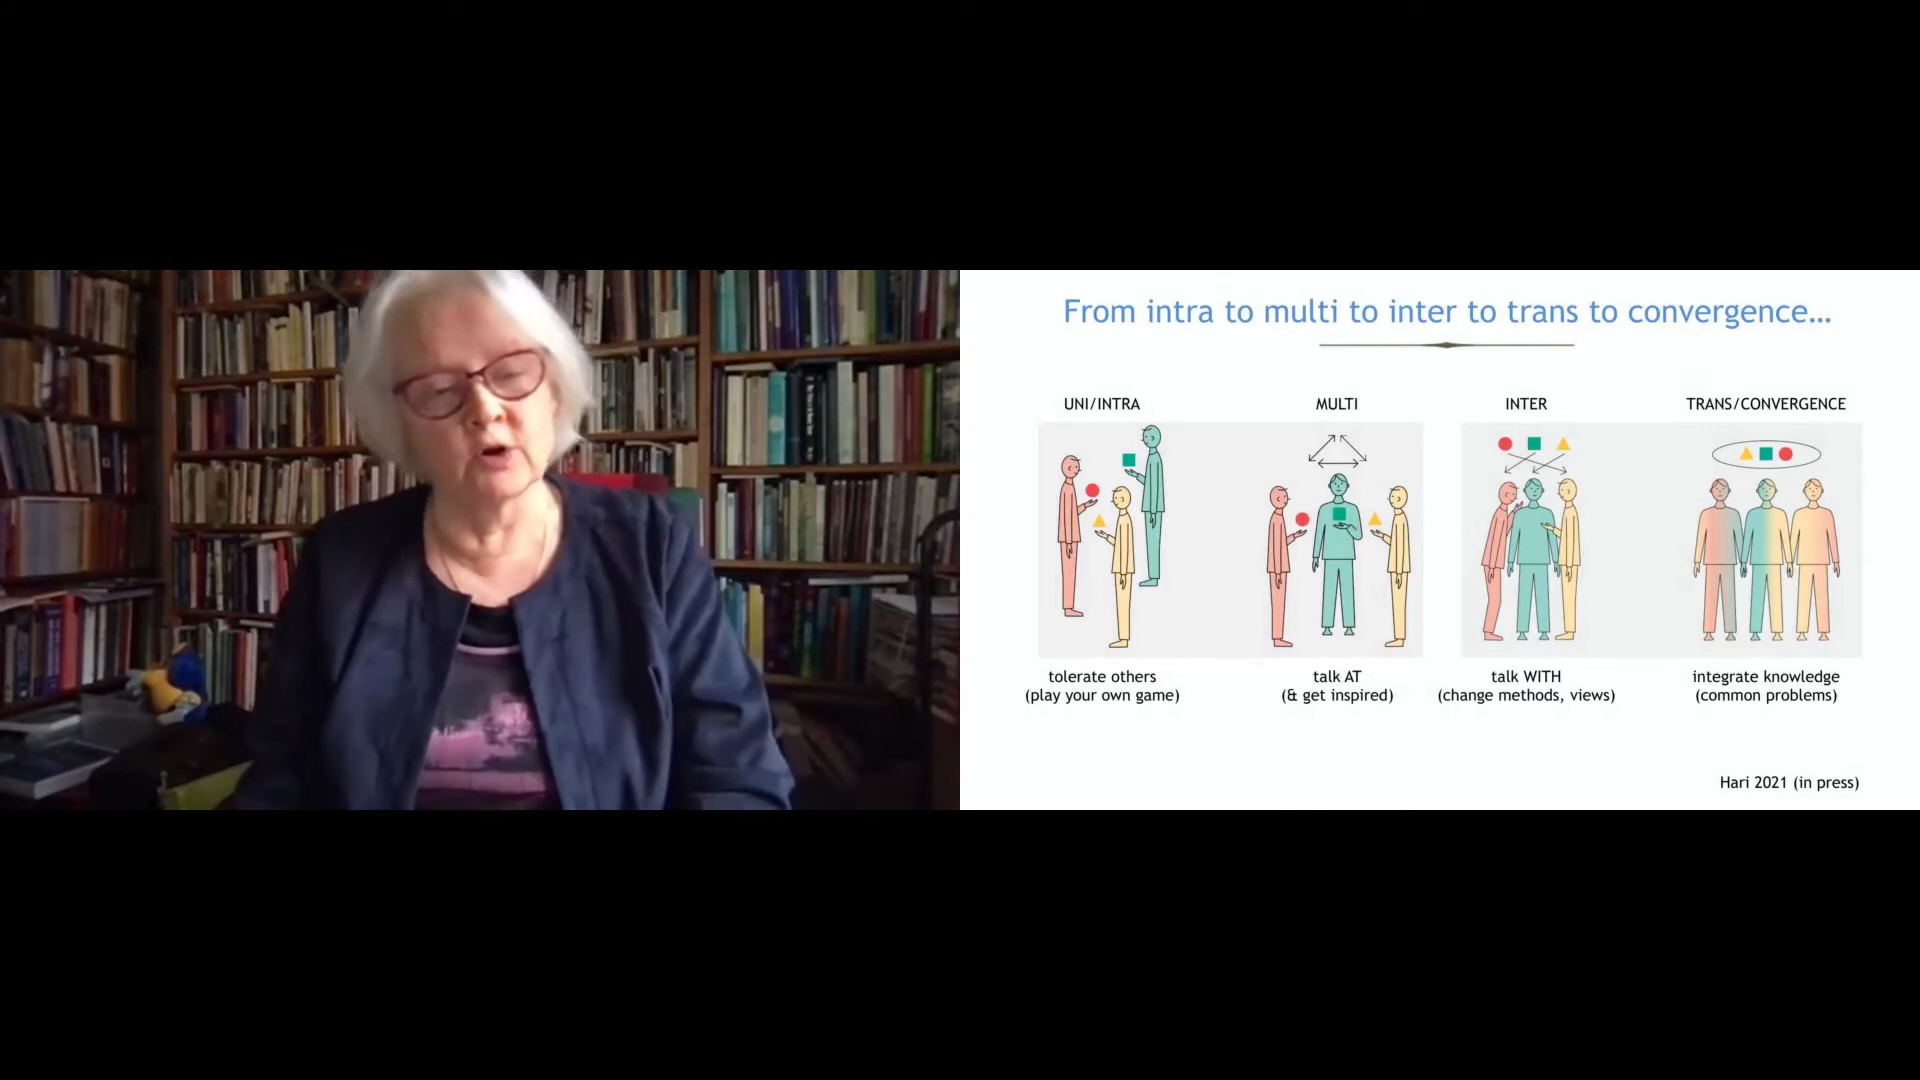 From intra to multi to inter to trans to convergence...
UNI/INTRA
MULTI
INTER
TRANS/CONVERGENCE
tolerate others
(play your own game)
talk AT
(& get inspired)
talk WITH
(change methods, views)
integrate knowledge
(common problems)
Hari 2021 (in press)